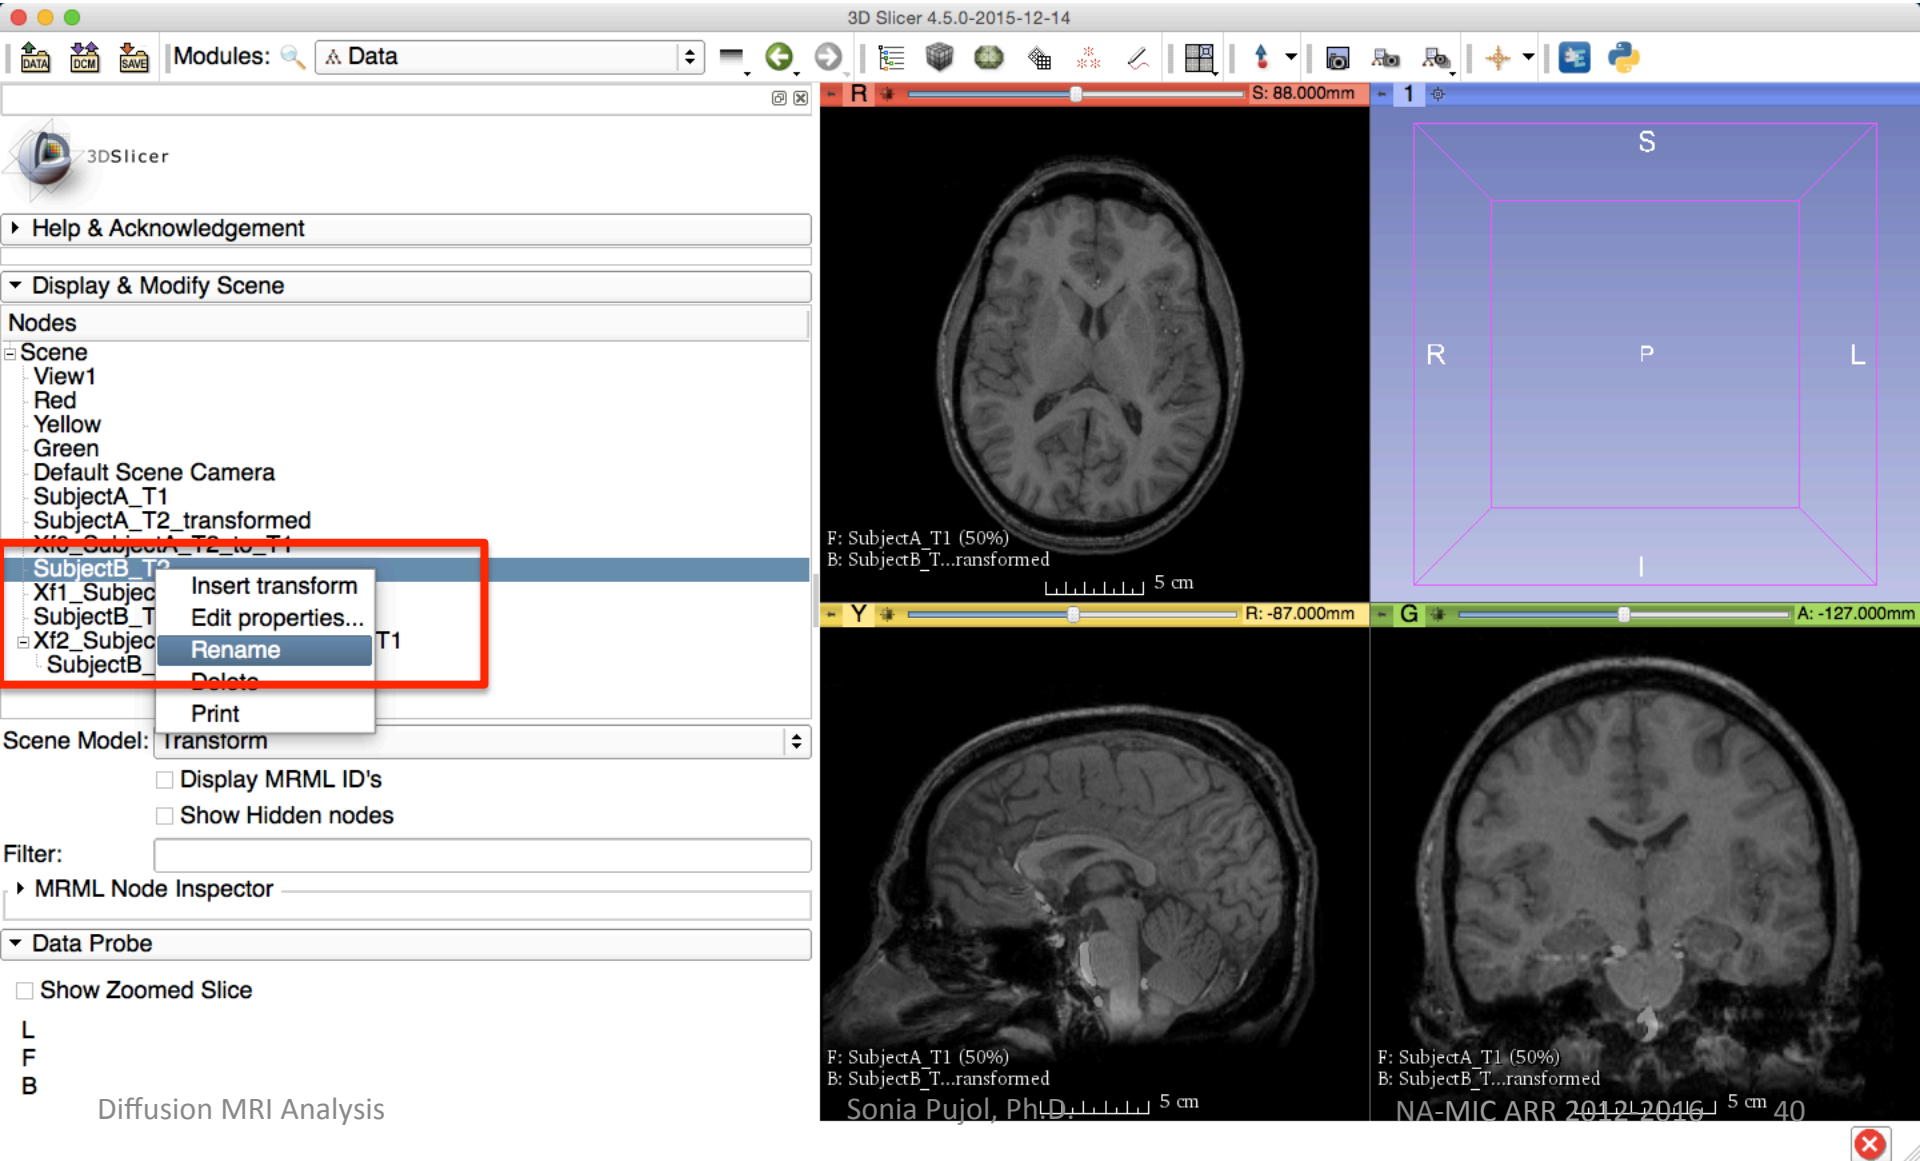 3D Slicer 4.5.0-2015-12-14
DATA DCM SAVE Modules: Data
3DSlicer
Help & Acknowledgement
Display & Modify Scene
Nodes
Scene
View1
Red
Yellow
Green
Default Scene Camera
SubjectA_T1
SubjectA_T2_transformed
Xf0_SubjectA_T2_to_T1
SubjectB_T2
Xf1_Subjec
SubjectB_T
Xf2_Subjec T1
SubjectB_
Insert transform
Edit properties...
Rename
Delete
Print
Scene Model: Transform
Display MRML ID's
Show Hidden nodes
Filter:
MRML Node Inspector
Data Probe
Show Zoomed Slice
L
F
B
R S: 88.000mm
F: SubjectA_T1 (50%)
B: SubjectB_T...ransformed
5 cm
1
S
R P L
I
Y R: -87.000mm
F: SubjectA_T1 (50%)
B: SubjectB_T...ransformed
5 cm
G A: -127.000mm
F: SubjectA_T1 (50%)
B: SubjectB_T...ransformed
5 cm
Diffusion MRI Analysis
Sonia Pujol, Ph.D.
NA-MIC ARR 2012-2016 40